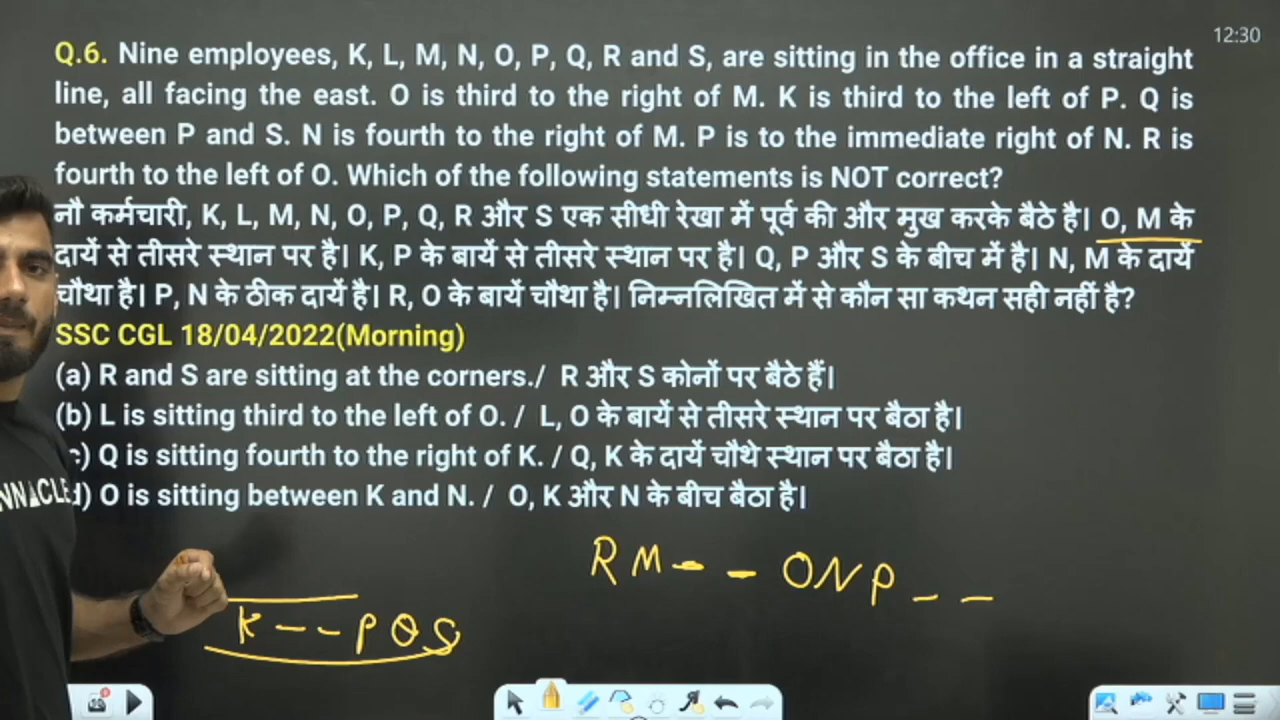 12:30
Q.6. Nine employees, K, L, M, N, O, P, Q, R and S, are sitting in the office in a straight
line, all facing the east. O is third to the right of M. K is third to the left of P. Q is
between P and S. N is fourth to the right of M. P is to the immediate right of N. R is
fourth to the left of O. Which of the following statements is NOT correct?
नौ कर्मचारी, K, L, M, N, O, P, Q, R और S एक सीधी रेखा में पूर्व की और मुख करके बैठे है। O, M के
दायें से तीसरे स्थान पर है। K, P के बायें से तीसरे स्थान पर है। Q, P और S के बीच में है। N, M के दायें
चौथा है। P, N के ठीक दायें है। R, O के बायें चौथा है। निम्नलिखित में से कौन सा कथन सही नहीं है?
SSC CGL 18/04/2022(Morning)
(a) R and S are sitting at the corners./ R और S कोनों पर बैठे हैं।
(b) L is sitting third to the left of O. / L, O के बायें से तीसरे स्थान पर बैठा है।
c) Q is sitting fourth to the right of K. / Q, K के दायें चौथे स्थान पर बैठा है।
d) O is sitting between K and N. / O, K और N के बीच बैठा है।
NNACLE
R M - - O N P _ _
K - - P Q S